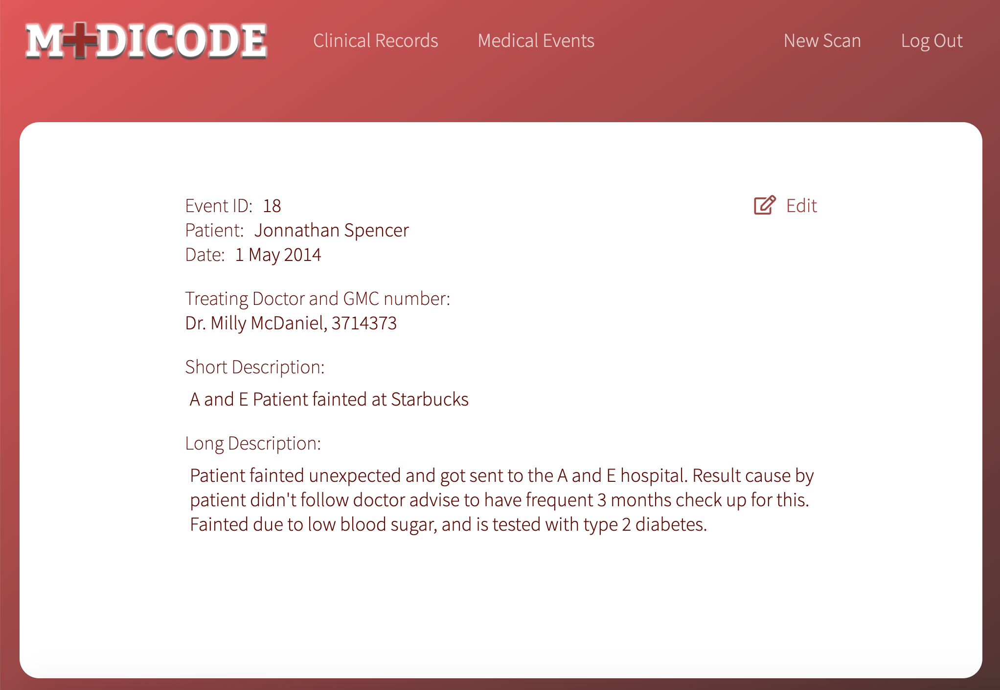 M+DICODE
Clinical Records
Medical Events
New Scan
Log Out
Event ID: 18
Edit
Patient: Jonnathan Spencer
Date: 1 May 2014
Treating Doctor and GMC number:
Dr. Milly McDaniel, 3714373
Short Description:
A and E Patient fainted at Starbucks
Long Description:
Patient fainted unexpected and got sent to the A and E hospital. Result cause by
patient didn't follow doctor advise to have frequent 3 months check up for this.
Fainted due to low blood sugar, and is tested with type 2 diabetes.